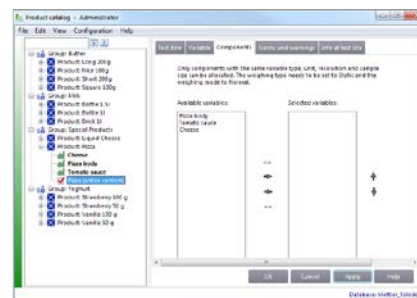 Product catalog - Administrator
File Edit View Configuration Help
Group: Butter
Product: Long 200g
Product: Nice 100g
Product: Short 200g
Product: Square 100g
Group: Milk
Product: Bottle 1.5l
Product: Bottle 1l
Product: Brick 1l
Group: Special Products
Product: Liquid Cheese
Product: Pizza
Cheese
Pizza body
Tomato sauce
Pizza (entire content)
Group: Yoghurt
Product: Strawberry 100 g
Product: Strawberry 50 g
Product: Vanilla 100 g
Product: Vanilla 50 g
Test item Variable Components Events and warnings Info at test site
Only components with the same variable type, unit, resolution and sample
size can be allocated. The weighing type needs to be set to Static and the
weighing mode to Normal.
Available variables: Selected variables:
Pizza body
Tomato sauce
Cheese
OK Cancel Apply Help
Database: Mettler_Toledo